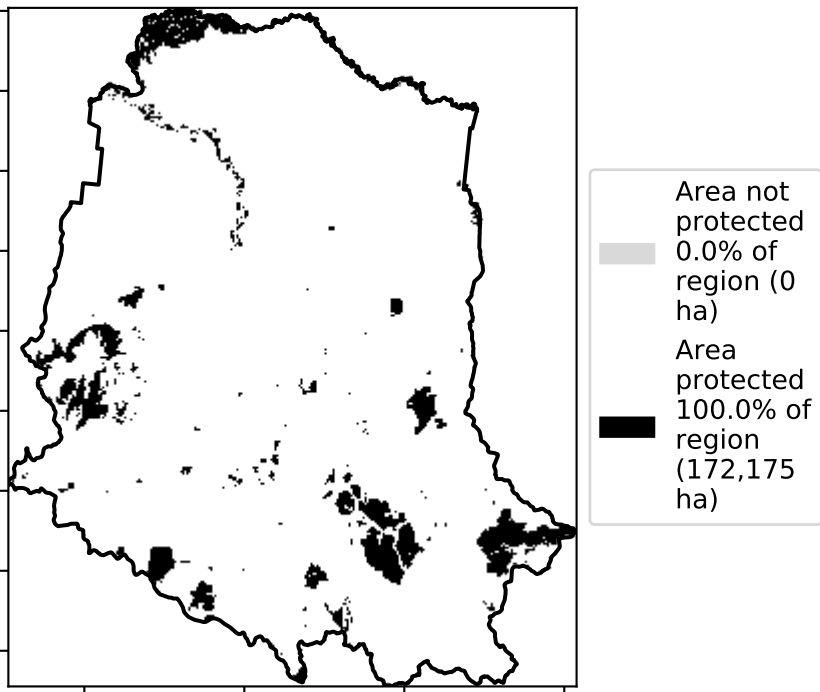 Area not
protected
0.0% of
region (0
ha)
Area
protected
100.0% of
region
(172,175
ha)